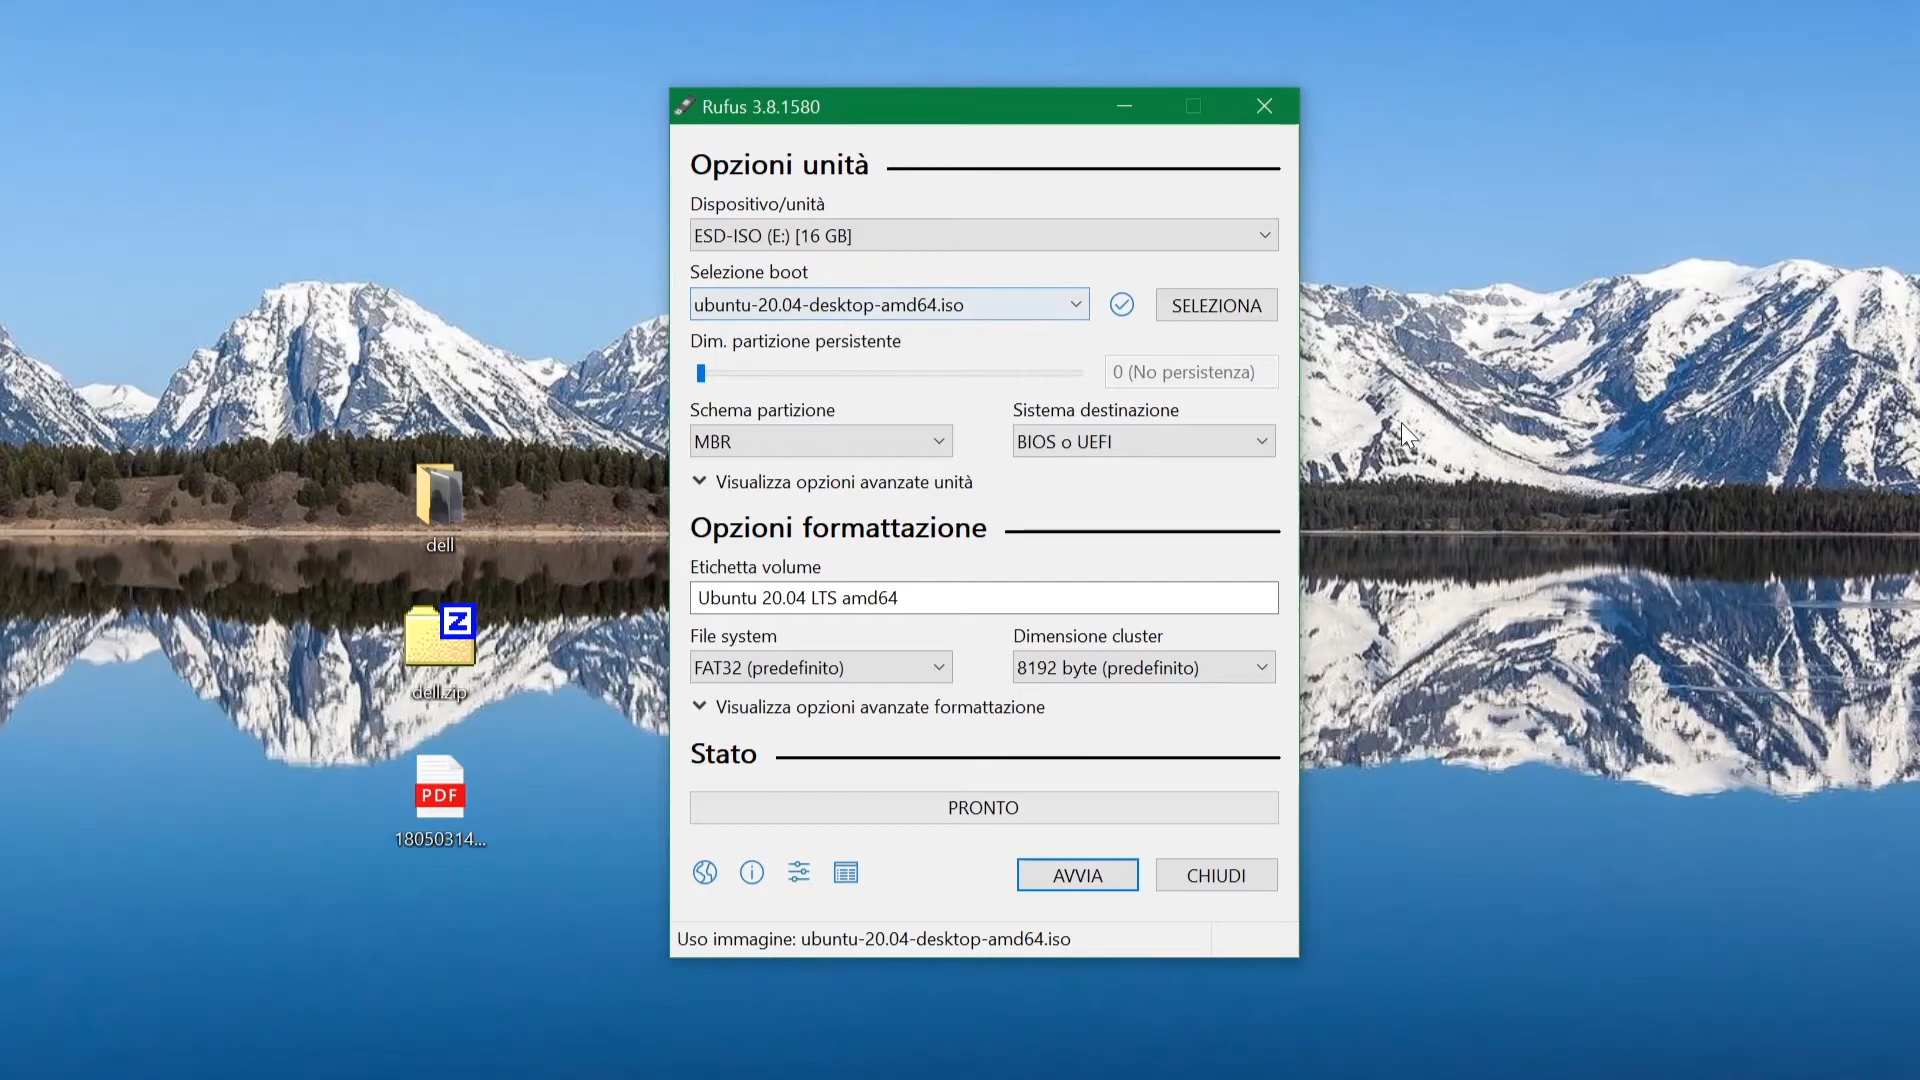 Rufus 3.8.1580
Opzioni unità
Dispositivo/unità
ESD-ISO (E:) [16 GB]
Selezione boot
ubuntu-20.04-desktop-amd64.iso
SELEZIONA
Dim. partizione persistente
0 (No persistenza)
Schema partizione
Sistema destinazione
MBR
BIOS o UEFI
Visualizza opzioni avanzate unità
Opzioni formattazione
Etichetta volume
Ubuntu 20.04 LTS amd64
File system
Dimensione cluster
FAT32 (predefinito)
8192 byte (predefinito)
Visualizza opzioni avanzate formattazione
Stato
PRONTO
AVVIA
CHIUDI
Uso immagine: ubuntu-20.04-desktop-amd64.iso
dell
Z
dell.zip
PDF
18050314...